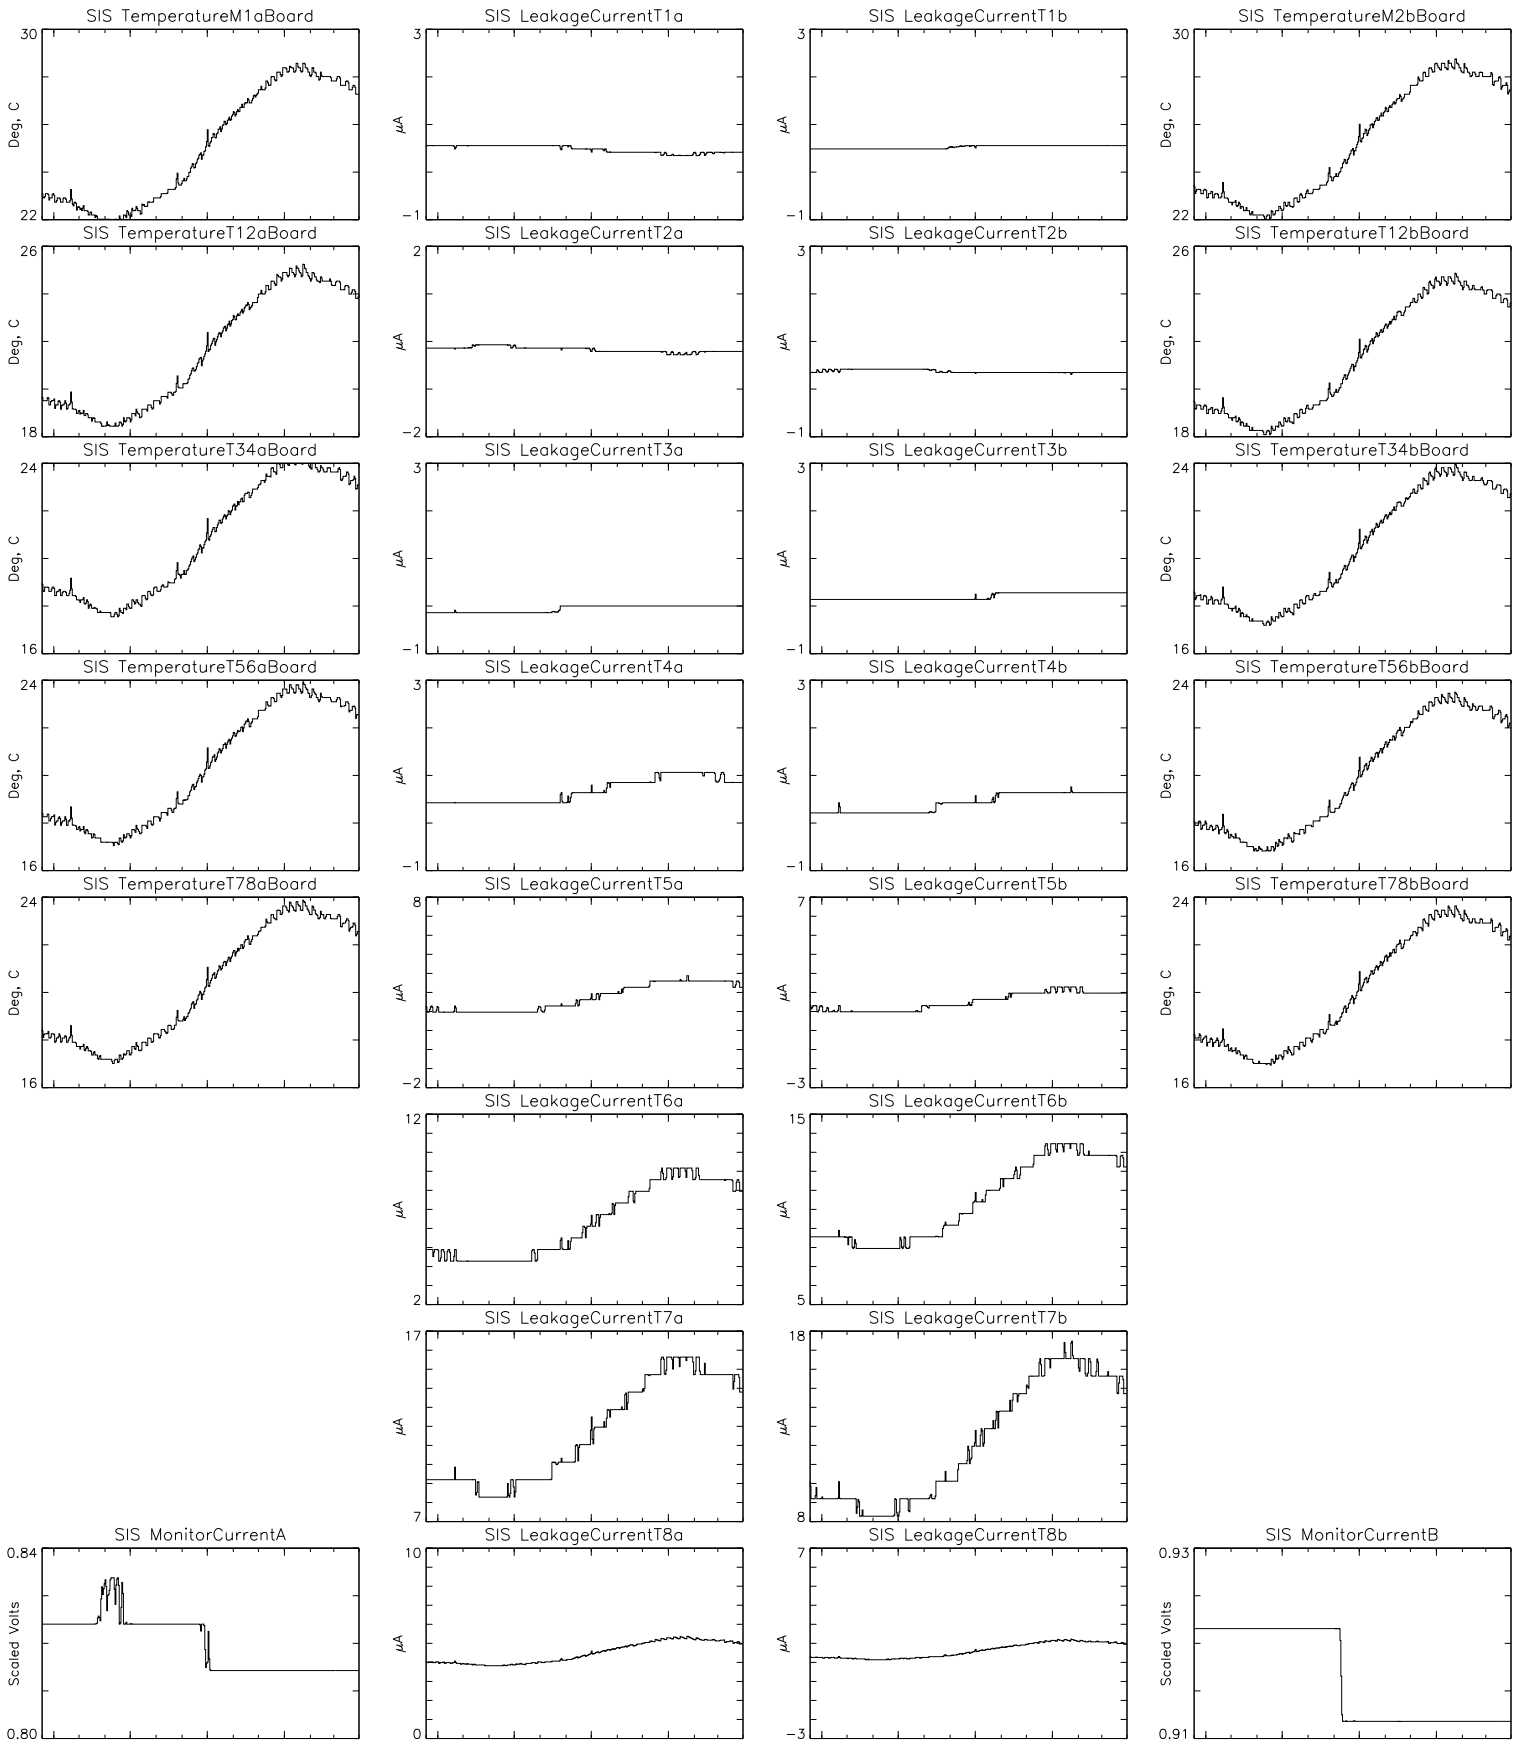 SIS TemperatureM1aBoard
SIS LeakageCurrentT1a
SIS LeakageCurrentT1b
SIS TemperatureM2bBoard
30
Deg, C
22
3
μA
-1
3
μA
-1
30
Deg, C
22
SIS TemperatureT12aBoard
SIS LeakageCurrentT2a
SIS LeakageCurrentT2b
SIS TemperatureT12bBoard
26
Deg, C
18
2
μA
-2
3
μA
-1
26
Deg, C
18
SIS TemperatureT34aBoard
SIS LeakageCurrentT3a
SIS LeakageCurrentT3b
SIS TemperatureT34bBoard
24
Deg, C
16
3
μA
-1
3
μA
-1
24
Deg, C
16
SIS TemperatureT56aBoard
SIS LeakageCurrentT4a
SIS LeakageCurrentT4b
SIS TemperatureT56bBoard
24
Deg, C
16
3
μA
-1
3
μA
-1
24
Deg, C
16
SIS TemperatureT78aBoard
SIS LeakageCurrentT5a
SIS LeakageCurrentT5b
SIS TemperatureT78bBoard
24
Deg, C
16
8
μA
-2
7
μA
-3
24
Deg, C
16
SIS LeakageCurrentT6a
SIS LeakageCurrentT6b
12
μA
2
15
μA
5
SIS LeakageCurrentT7a
SIS LeakageCurrentT7b
17
μA
7
18
μA
8
SIS MonitorCurrentA
SIS LeakageCurrentT8a
SIS LeakageCurrentT8b
SIS MonitorCurrentB
0.84
Scaled Volts
0.80
10
μA
0
7
μA
-3
0.93
Scaled Volts
0.91